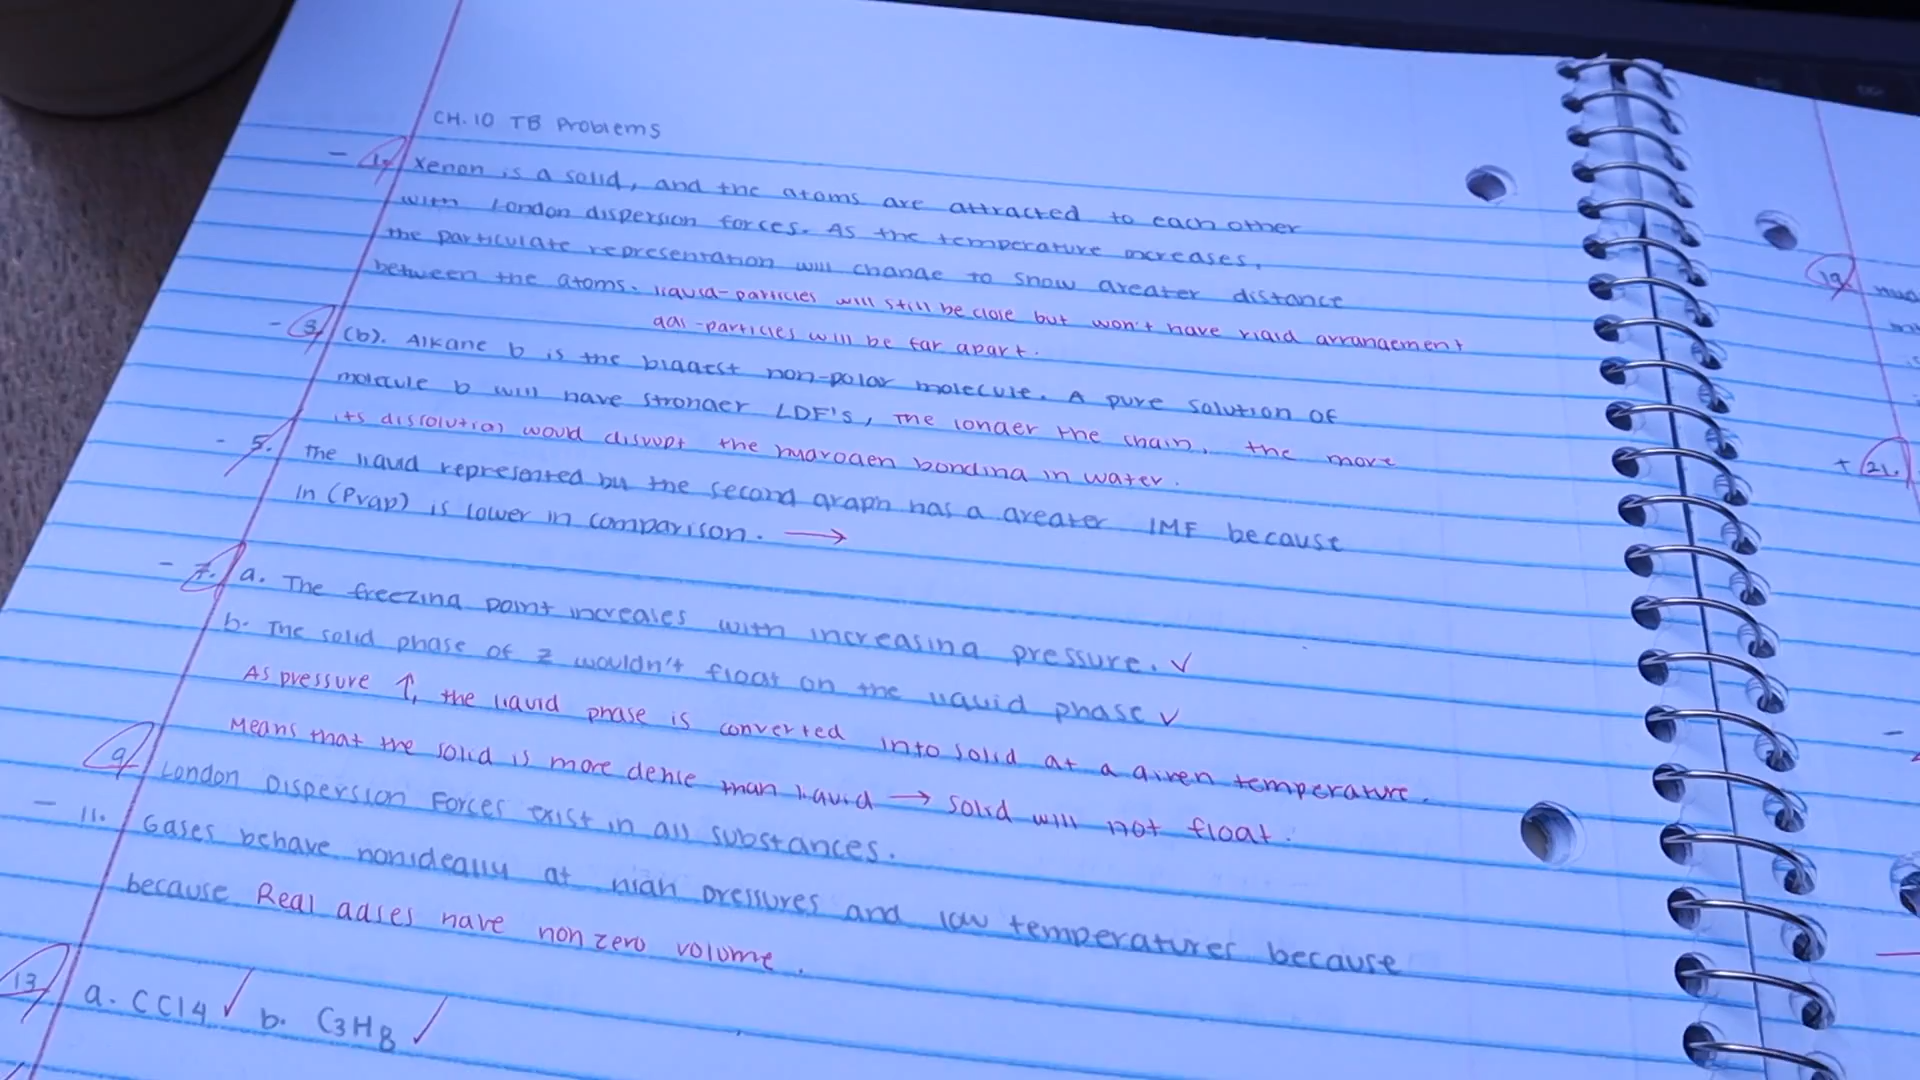 CH. 10 TB Problems
- 1. Xenon is a solid, and the atoms are attracted to each other
with London dispersion forces. As the temperature increases,
the particulate representation will change to show greater distance
between the atoms. liquid-particles will still be close but won't have rigid arrangement
gas-particles will be far apart.
- 3. (b). Alkane b is the biggest non-polar molecule. A pure solution of
molecule b will have stronger LDF's, The longer the chain, the more
its dissolution would disrupt the hydrogen bonding in water.
- 5. The liquid represented by the second graph has a greater IMF because
ln (Pvap) is lower in comparison. →
- 7. a. The freezing point increases with increasing pressure. ✓
b. The solid phase of Z wouldn't float on the liquid phase ✓
As pressure ↑, the liquid phase is converted into solid at a given temperature.
Means that the solid is more dense than liquid → solid will not float.
9. London Dispersion Forces exist in all substances.
- 11. Gases behave nonideally at high pressures and low temperatures because
because Real gases have nonzero volume.
13. a. CCl4 ✓ b. C3H8 ✓
19.
+ 21.